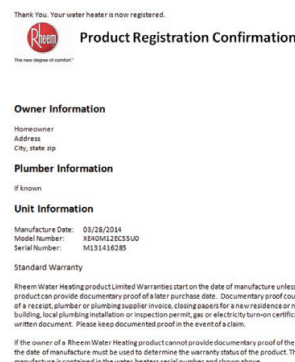 Thank You. Your water heater is now registered.
Rheem
Product Registration Confirmation
The new degree of comfort.™
Owner Information
Homeowner
Address
City, state zip
Plumber Information
If known
Unit Information
Manufacture Date: 03/28/2014
Model Number: XE40M12EC55U0
Serial Number: M131416285
Standard Warranty
Rheem Water Heating product Limited Warranties start on the date of manufacture unless
product can provide documentary proof of a later purchase date. Documentary proof cou
of a receipt, plumber or plumbing supplier invoice, closing papers for a new residence or n
building, local plumbing installation or inspection permit, gas or electricity turn-on certific
written document. Please keep documented proof in the event of a claim.
If the owner of a Rheem Water Heating product cannot provide documentary proof of the
the date of manufacture must be used to determine the warranty status of the product. Th
manufacture is contained in the water heaters serial number and shown above.